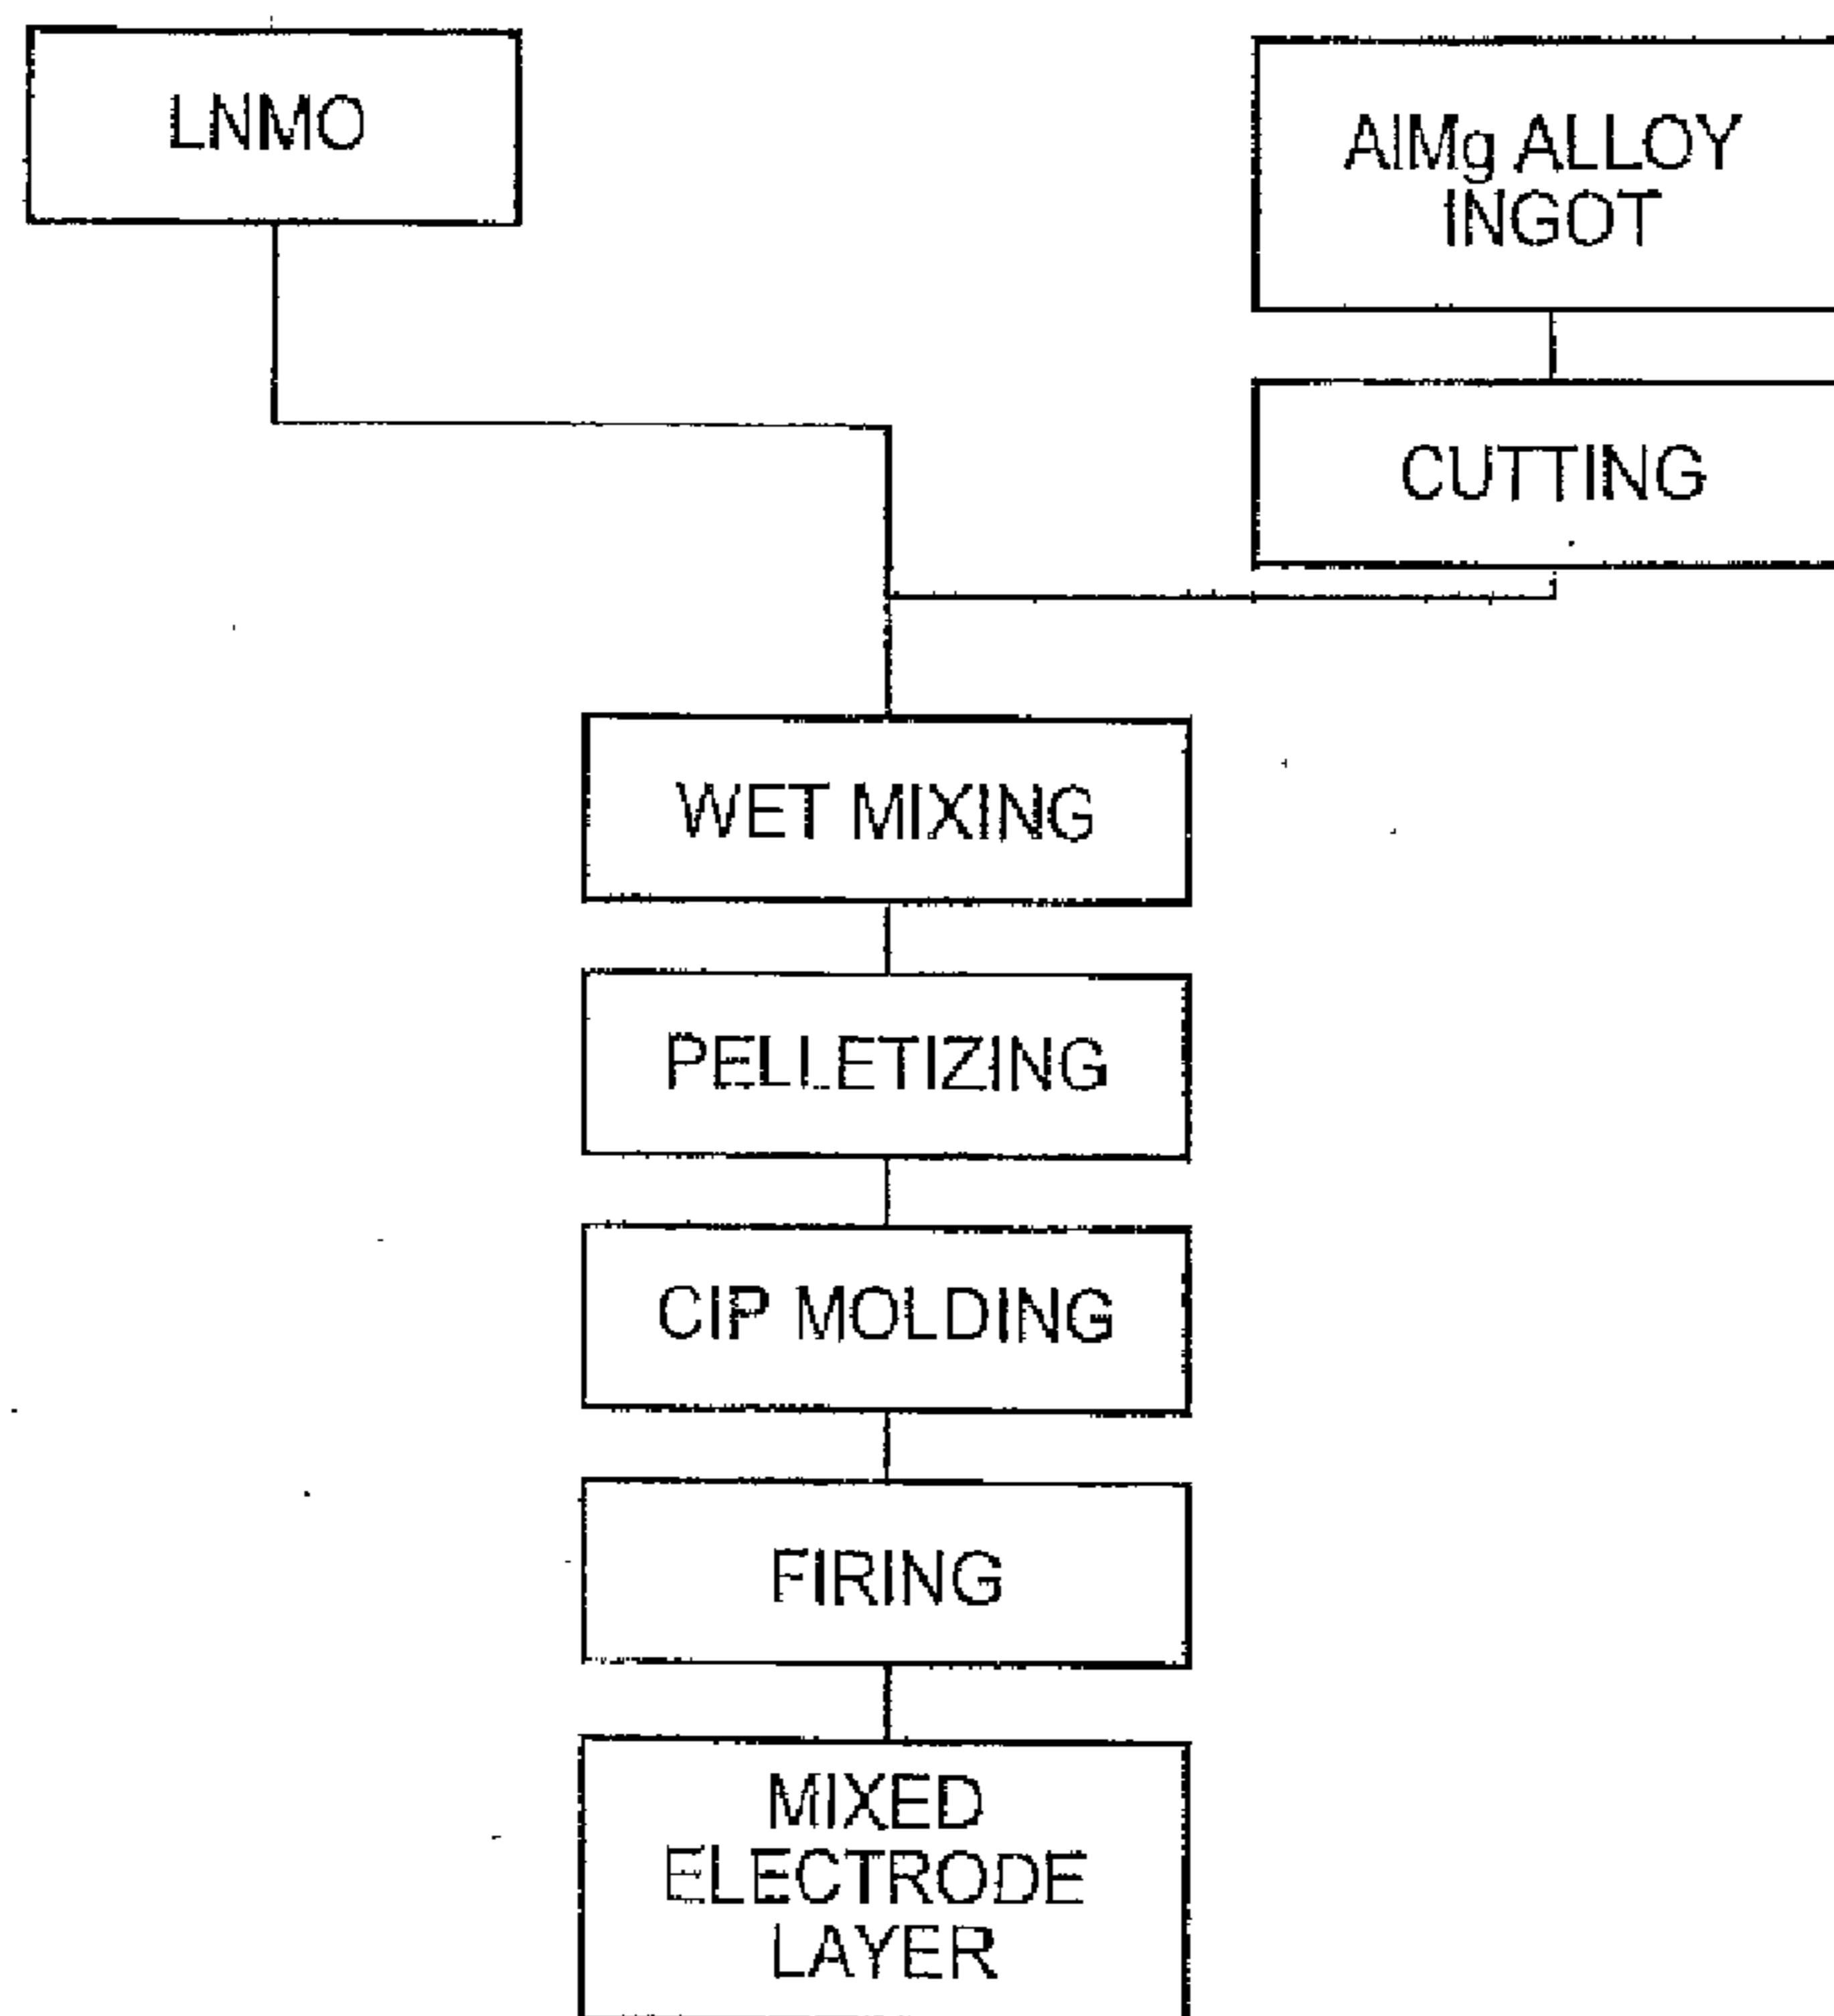 LNMO
AlMg ALLOY
INGOT
CUTTING
WET MIXING
PELLETIZING
CIP MOLDING
FIRING
MIXED
ELECTRODE
LAYER